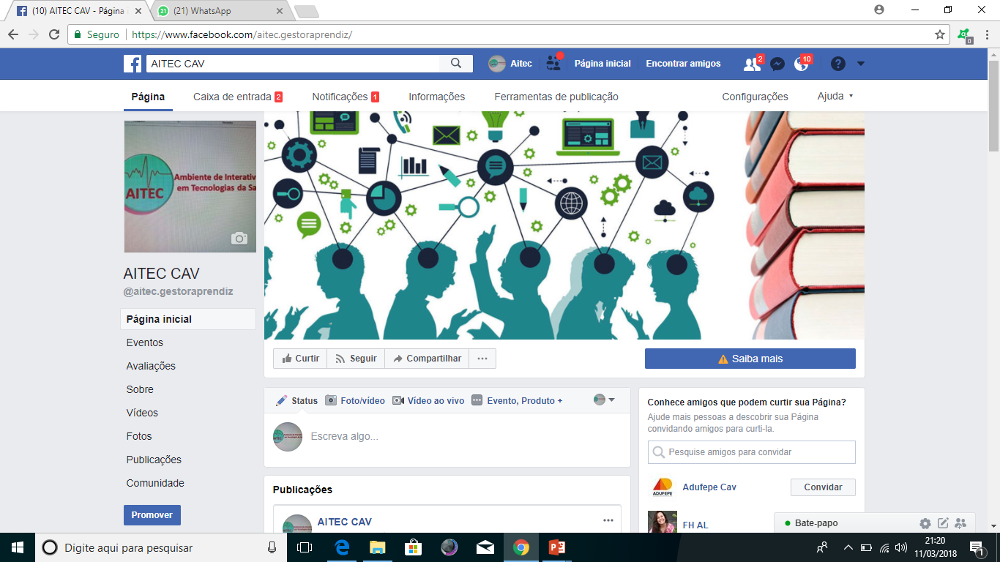 (10) AITEC CAV - Página
(21) WhatsApp
Seguro
https://www.facebook.com/aitec.gestoraprendiz/
0
AITEC CAV
Aitec
Página inicial
Encontrar amigos
2
10
Página
Caixa de entrada 2
Notificações 1
Informações
Ferramentas de publicação
Configurações
Ajuda
AITEC
Ambiente de Interativ
em Tecnologias da Sa
AITEC CAV
@aitec.gestoraprendiz
Página inicial
Eventos
Avaliações
Sobre
Vídeos
Fotos
Publicações
Comunidade
Promover
Curtir
Seguir
Compartilhar
Saiba mais
Status
Foto/vídeo
Vídeo ao vivo
Evento, Produto +
Escreva algo...
Publicações
AITEC CAV
Conhece amigos que podem curtir sua Página?
Ajude mais pessoas a descobrir sua Página
convidando amigos para curti-la.
Pesquise amigos para convidar
ADUFEPE
Adufepe Cav
Convidar
FH AL
Bate-papo
Digite aqui para pesquisar
21:20
11/03/2018
1